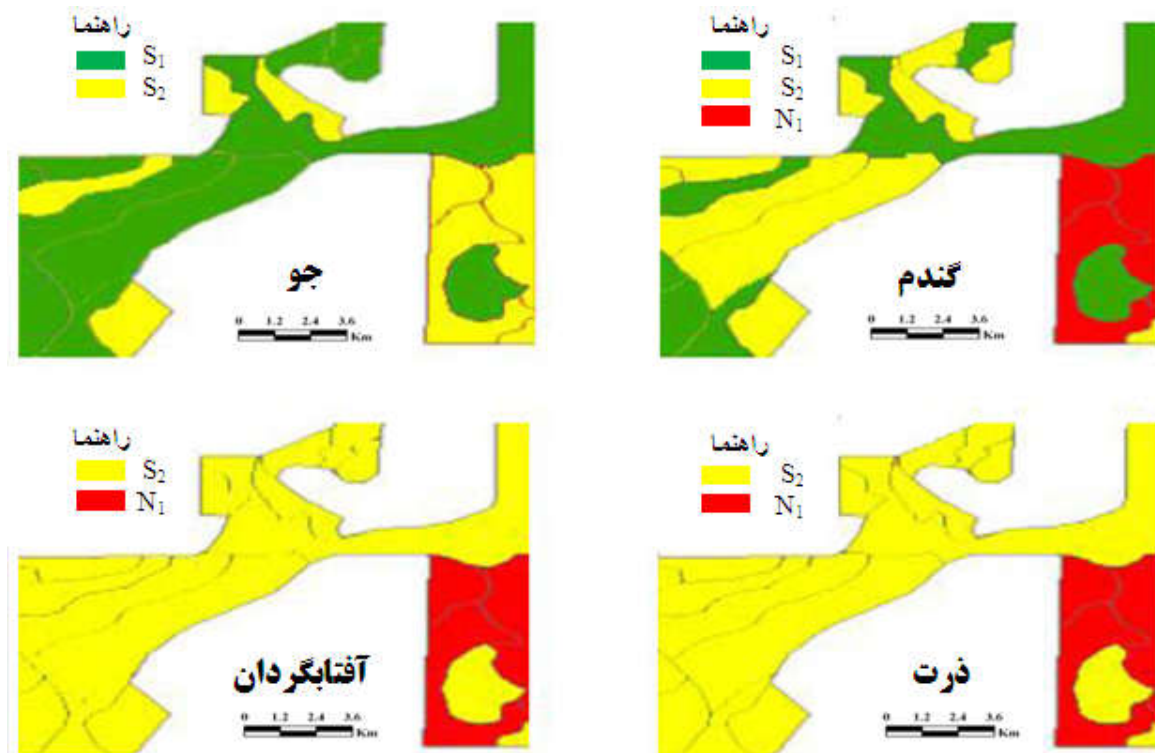 راهنما
S₁
S₂
جو
0 1.2 2.4 3.6
Km
راهنما
S₁
S₂
N₁
گندم
0 1.2 2.4 3.6
Km
راهنما
S₂
N₁
آفتابگردان
0 1.2 2.4 3.6
Km
راهنما
S₂
N₁
ذرت
0 1.2 2.4 3.6
Km